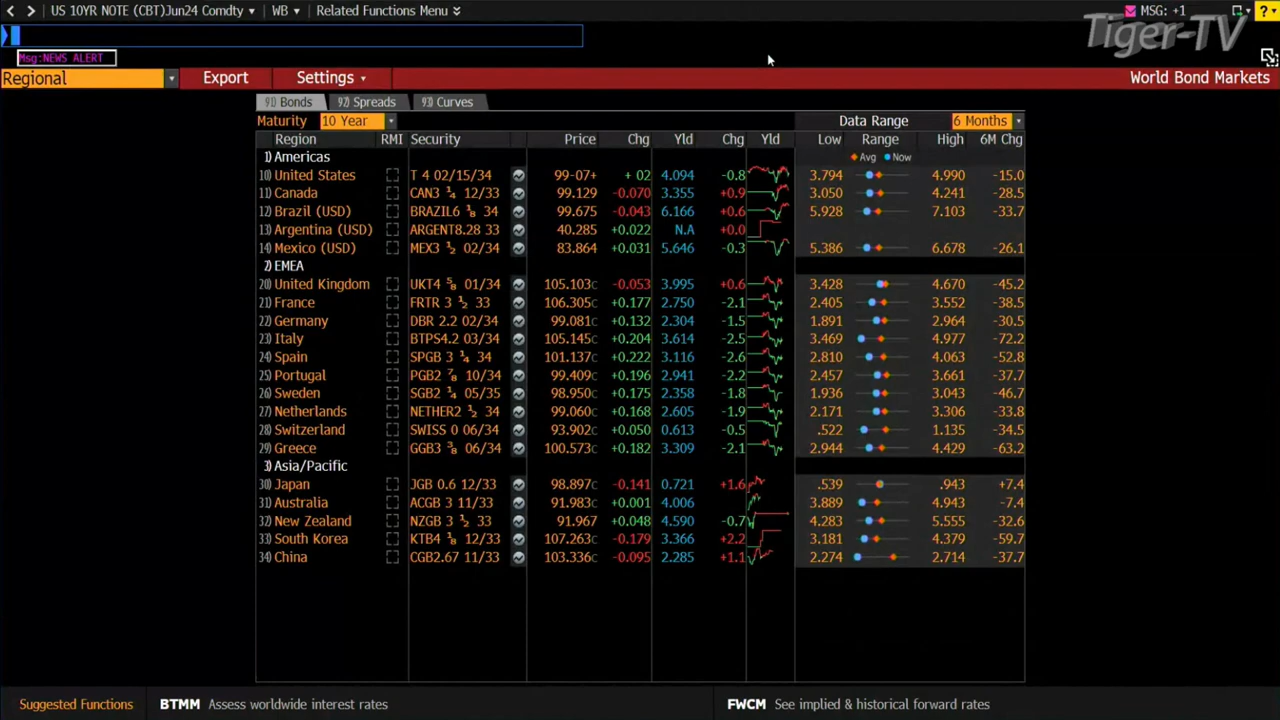 US 10YR NOTE (CBT)Jun24 Comdty WB Related Functions Menu MSG: +1 ?
Tiger-TV
Msg:NEWS ALERT
Regional Export Settings World Bond Markets
91) Bonds 92) Spreads 93) Curves
Maturity 10 Year Data Range 6 Months
Region RMI Security Price Chg Yld Chg Yld Low Range High 6M Chg
1) Americas Avg Now
10) United States T 4 02/15/34 99-07+ + 02 4.094 -0.8 3.794 4.990 -15.0
11) Canada CAN3 ¼ 12/33 99.129 -0.070 3.355 +0.9 3.050 4.241 -28.5
12) Brazil (USD) BRAZIL6 ⅛ 34 99.675 -0.043 6.166 +0.6 5.928 7.103 -33.7
13) Argentina (USD) ARGENT8.28 33 40.285 +0.022 N.A +0.0
14) Mexico (USD) MEX3 ½ 02/34 83.864 +0.031 5.646 -0.3 5.386 6.678 -26.1
2) EMEA
20) United Kingdom UKT4 ⅝ 01/34 105.103c -0.053 3.995 +0.6 3.428 4.670 -45.2
21) France FRTR 3 ½ 33 106.305c +0.177 2.750 -2.1 2.405 3.552 -38.5
22) Germany DBR 2.2 02/34 99.081c +0.132 2.304 -1.5 1.891 2.964 -30.5
23) Italy BTPS4.2 03/34 105.145c +0.204 3.614 -2.5 3.469 4.977 -72.2
24) Spain SPGB 3 ¼ 34 101.137c +0.222 3.116 -2.6 2.810 4.063 -52.8
25) Portugal PGB2 ⅞ 10/34 99.409c +0.196 2.941 -2.2 2.457 3.661 -37.7
26) Sweden SGB2 ¼ 05/35 98.950c +0.175 2.358 -1.8 1.936 3.043 -46.7
27) Netherlands NETHER2 ½ 34 99.060c +0.168 2.605 -1.9 2.171 3.306 -33.8
28) Switzerland SWISS 0 06/34 93.902c +0.050 0.613 -0.5 .522 1.135 -34.5
29) Greece GGB3 ⅜ 06/34 100.573c +0.182 3.309 -2.1 2.944 4.429 -63.2
3) Asia/Pacific
30) Japan JGB 0.6 12/33 98.897c -0.141 0.721 +1.6 .539 .943 +7.4
31) Australia ACGB 3 11/33 91.983c +0.001 4.006 3.889 4.943 -7.4
32) New Zealand NZGB 3 ½ 33 91.967 +0.048 4.590 -0.7 4.283 5.555 -32.6
33) South Korea KTB4 ⅛ 12/33 107.263c -0.179 3.366 +2.2 3.181 4.379 -59.7
34) China CGB2.67 11/33 103.336c -0.095 2.285 +1.1 2.274 2.714 -37.7
Suggested Functions BTMM Assess worldwide interest rates FWCM See implied & historical forward rates